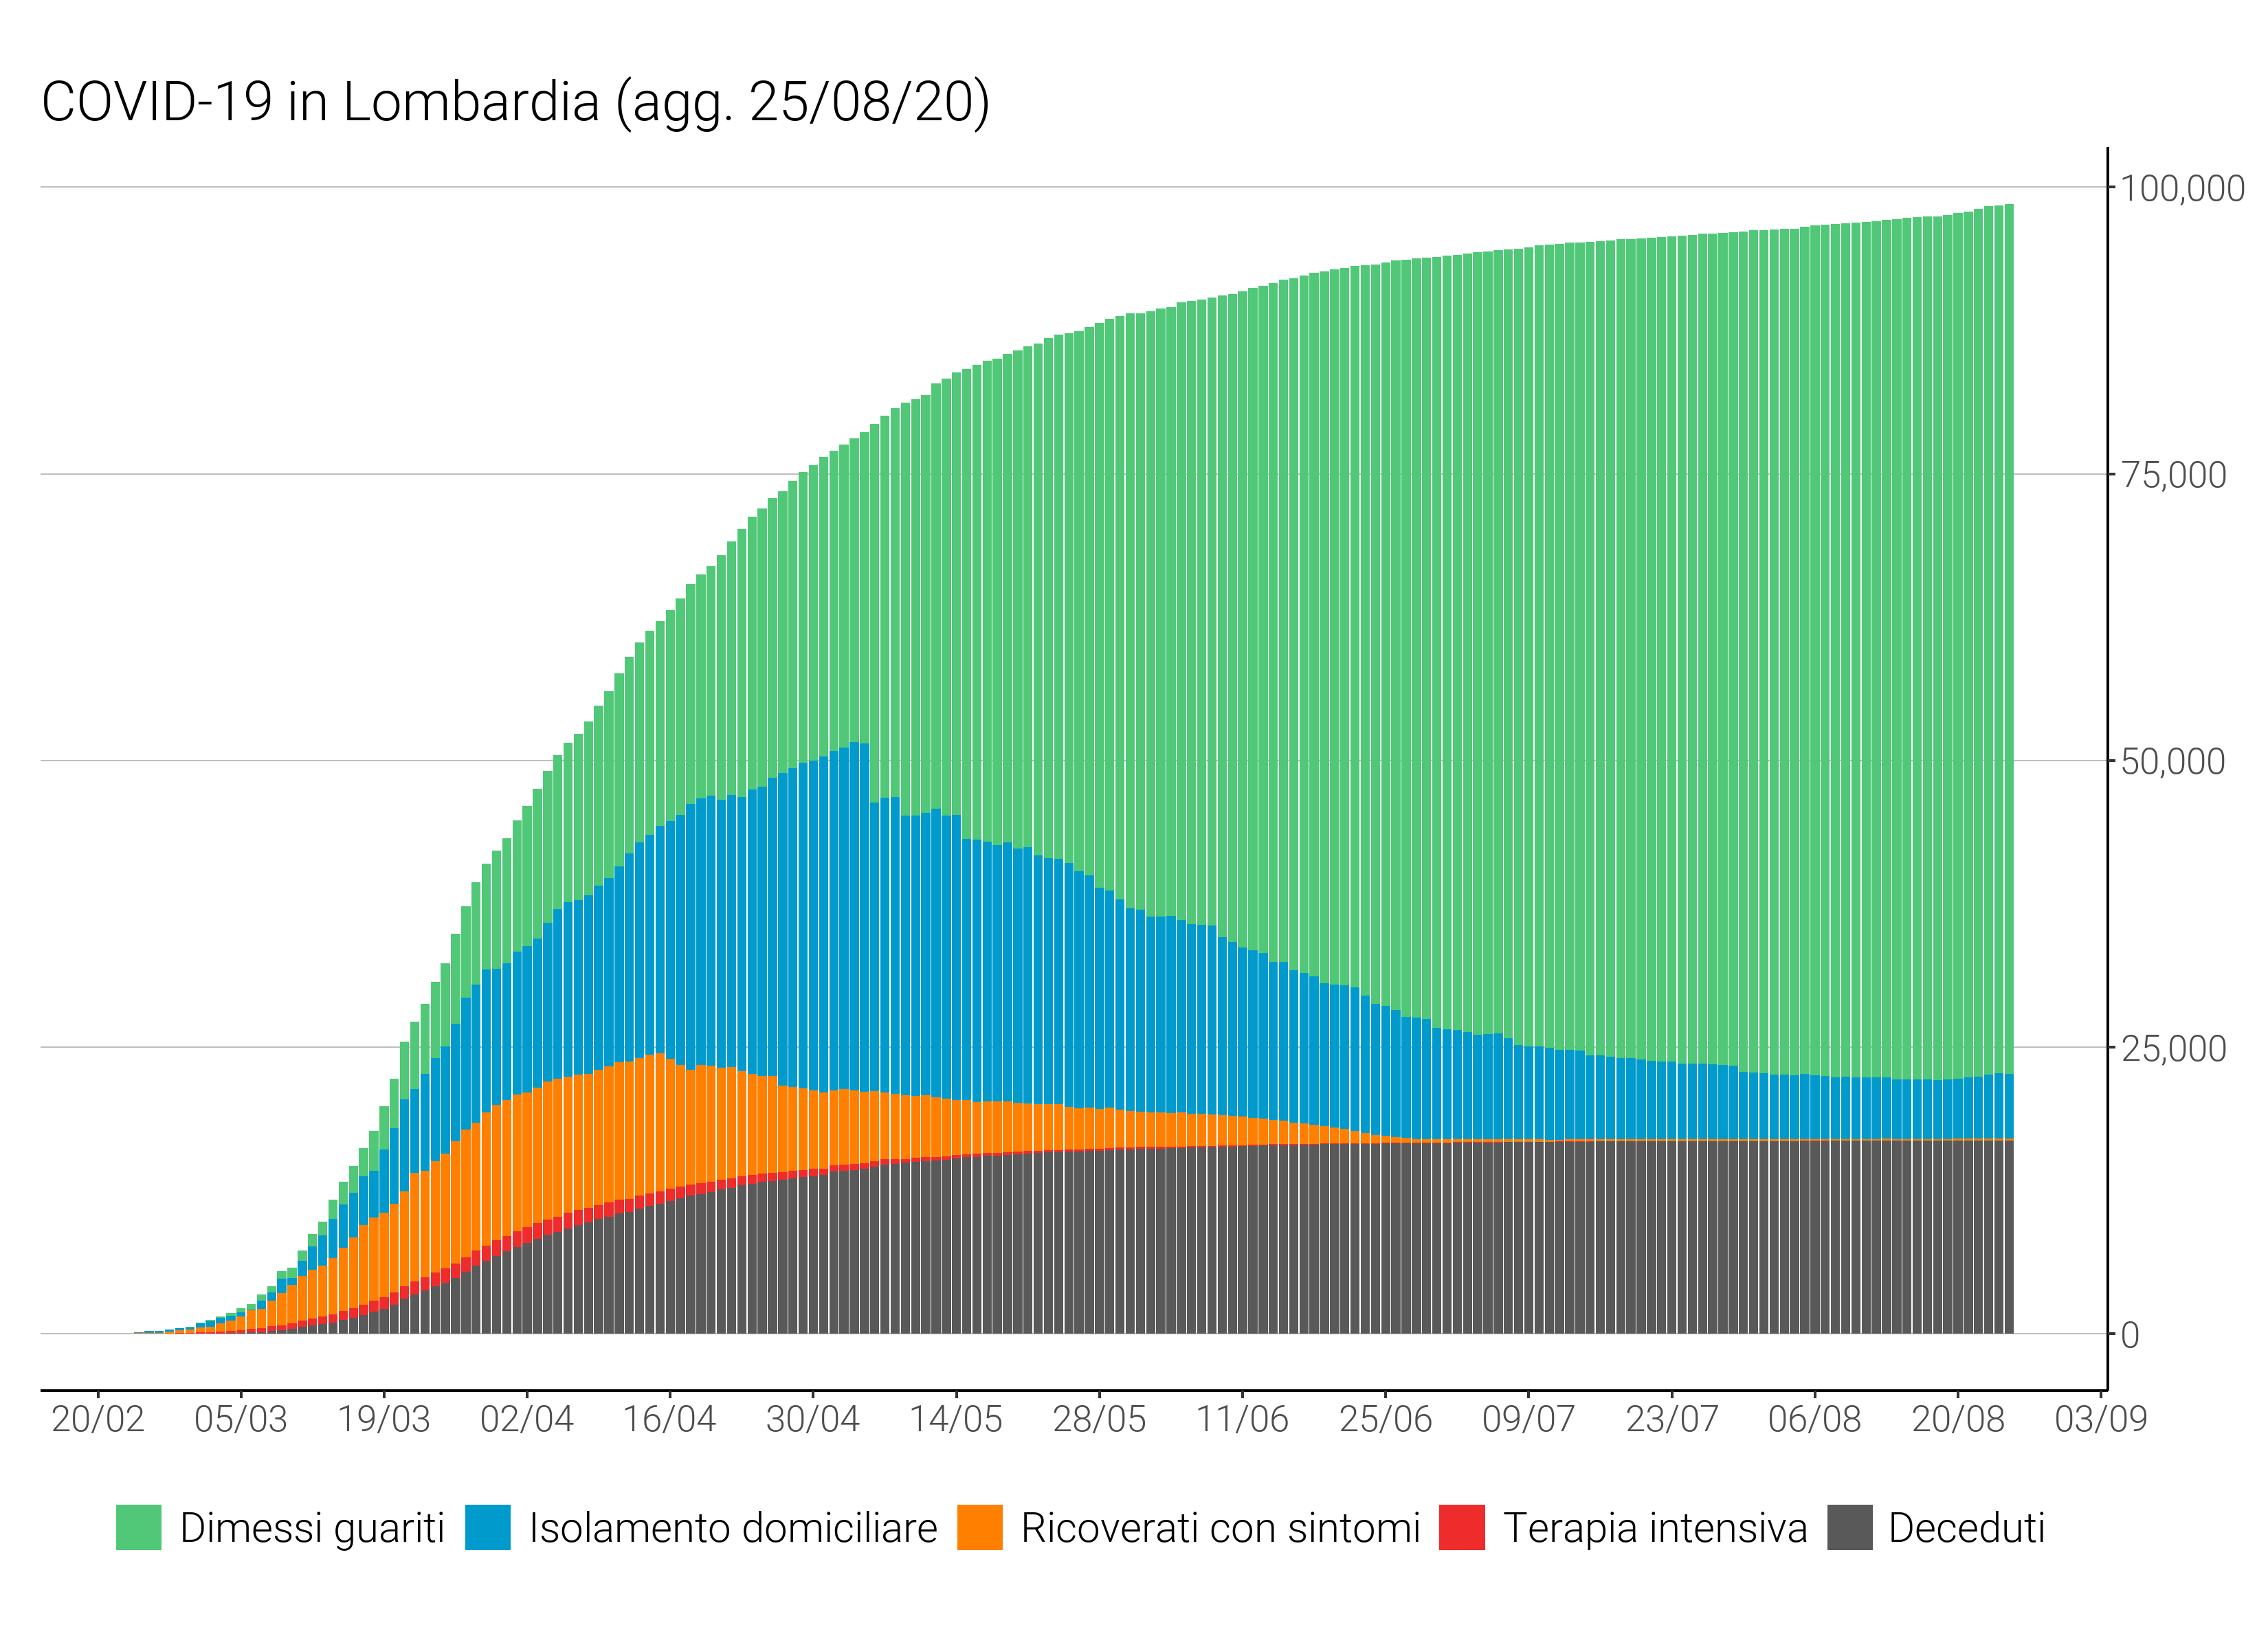 COVID-19 in Lombardia (agg. 25/08/20)
100,000
75,000
50,000
25,000
0
20/02 05/03 19/03 02/04 16/04 30/04 14/05 28/05 11/06 25/06 09/07 23/07 06/08 20/08 03/09
Dimessi guariti Isolamento domiciliare Ricoverati con sintomi Terapia intensiva Deceduti